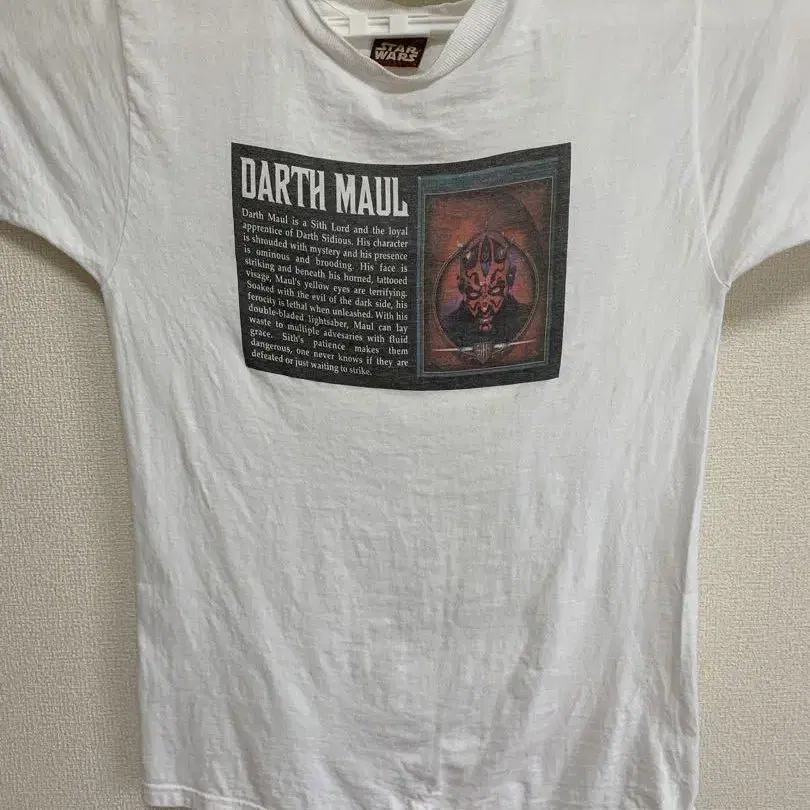 STAR
WARS
DARTH MAUL
Darth Maul is a Sith Lord and the loyal
apprentice of Darth Sidious. His character
is shrouded with mystery and his presence
is ominous and brooding. His face is
striking and beneath his horned, tattooed
visage, Maul's yellow eyes are terrifying.
Soaked with the evil of the dark side, his
ferocity is lethal when unleashed. With his
double-bladed lightsaber, Maul can lay
waste to multiple advesaries with fluid
grace. Sith's patience makes them
dangerous, one never knows if they are
defeated or just waiting to strike.